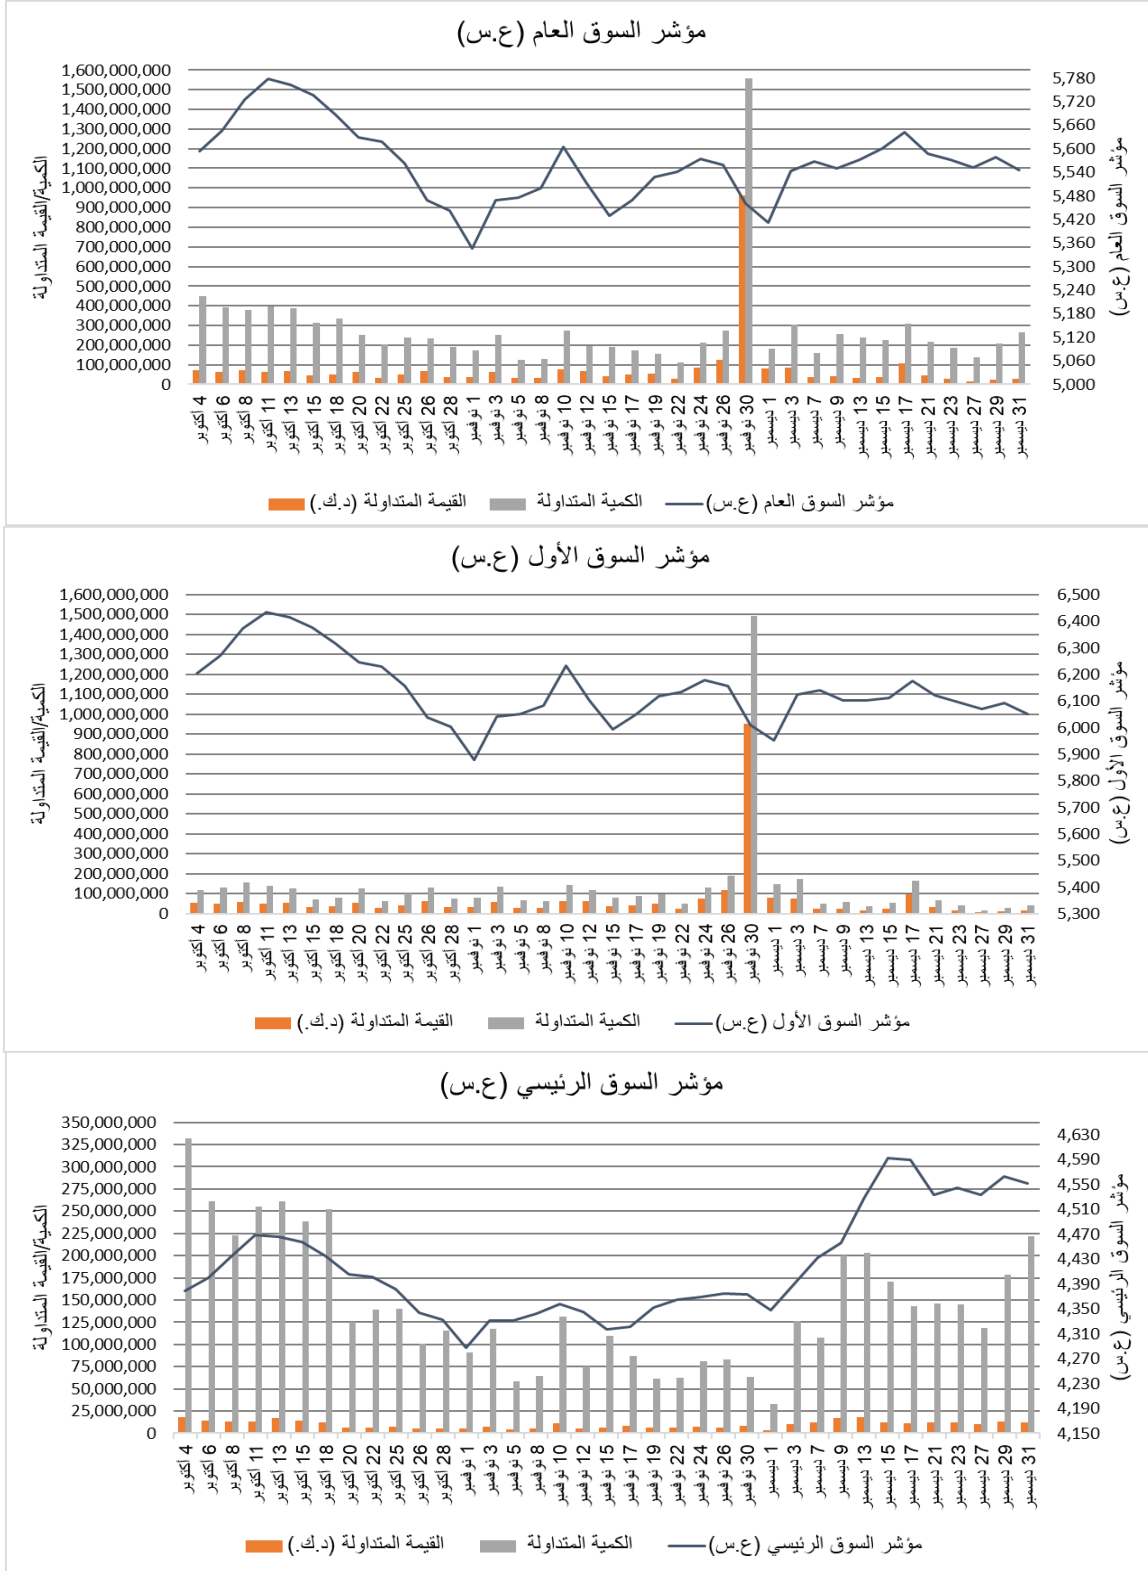 مؤشر السوق العام (ع.س)
الكمية/القيمة المتداولة
1,600,000,000
1,500,000,000
1,400,000,000
1,300,000,000
1,200,000,000
1,100,000,000
1,000,000,000
900,000,000
800,000,000
700,000,000
600,000,000
500,000,000
400,000,000
300,000,000
200,000,000
100,000,000
0
5,780
5,720
5,660
5,600
5,540
5,480
5,420
5,360
5,300
5,240
5,180
5,120
5,060
5,000
مؤشر السوق العام (ع.س)
4 أكتوبر
6 أكتوبر
8 أكتوبر
11 أكتوبر
13 أكتوبر
15 أكتوبر
18 أكتوبر
20 أكتوبر
22 أكتوبر
25 أكتوبر
26 أكتوبر
28 أكتوبر
1 نوفمبر
3 نوفمبر
5 نوفمبر
8 نوفمبر
10 نوفمبر
12 نوفمبر
15 نوفمبر
17 نوفمبر
19 نوفمبر
22 نوفمبر
24 نوفمبر
26 نوفمبر
30 نوفمبر
1 ديسمبر
3 ديسمبر
7 ديسمبر
9 ديسمبر
13 ديسمبر
15 ديسمبر
17 ديسمبر
21 ديسمبر
23 ديسمبر
27 ديسمبر
29 ديسمبر
31 ديسمبر
القيمة المتداولة (د.ك.) الكمية المتداولة مؤشر السوق العام (ع.س)
مؤشر السوق الأول (ع.س)
الكمية/القيمة المتداولة
1,600,000,000
1,500,000,000
1,400,000,000
1,300,000,000
1,200,000,000
1,100,000,000
1,000,000,000
900,000,000
800,000,000
700,000,000
600,000,000
500,000,000
400,000,000
300,000,000
200,000,000
100,000,000
0
6,500
6,400
6,300
6,200
6,100
6,000
5,900
5,800
5,700
5,600
5,500
5,400
5,300
مؤشر السوق الأول (ع.س)
4 أكتوبر
6 أكتوبر
8 أكتوبر
11 أكتوبر
13 أكتوبر
15 أكتوبر
18 أكتوبر
20 أكتوبر
22 أكتوبر
25 أكتوبر
26 أكتوبر
28 أكتوبر
1 نوفمبر
3 نوفمبر
5 نوفمبر
8 نوفمبر
10 نوفمبر
12 نوفمبر
15 نوفمبر
17 نوفمبر
19 نوفمبر
22 نوفمبر
24 نوفمبر
26 نوفمبر
30 نوفمبر
1 ديسمبر
3 ديسمبر
7 ديسمبر
9 ديسمبر
13 ديسمبر
15 ديسمبر
17 ديسمبر
21 ديسمبر
23 ديسمبر
27 ديسمبر
29 ديسمبر
31 ديسمبر
القيمة المتداولة (د.ك.) الكمية المتداولة مؤشر السوق الأول (ع.س)
مؤشر السوق الرئيسي (ع.س)
الكمية/القيمة المتداولة
350,000,000
325,000,000
300,000,000
275,000,000
250,000,000
225,000,000
200,000,000
175,000,000
150,000,000
125,000,000
100,000,000
75,000,000
50,000,000
25,000,000
0
4,630
4,590
4,550
4,510
4,470
4,430
4,390
4,350
4,310
4,270
4,230
4,190
4,150
مؤشر السوق الرئيسي (ع.س)
4 أكتوبر
6 أكتوبر
8 أكتوبر
11 أكتوبر
13 أكتوبر
15 أكتوبر
18 أكتوبر
20 أكتوبر
22 أكتوبر
25 أكتوبر
26 أكتوبر
28 أكتوبر
1 نوفمبر
3 نوفمبر
5 نوفمبر
8 نوفمبر
10 نوفمبر
12 نوفمبر
15 نوفمبر
17 نوفمبر
19 نوفمبر
22 نوفمبر
24 نوفمبر
26 نوفمبر
30 نوفمبر
1 ديسمبر
3 ديسمبر
7 ديسمبر
9 ديسمبر
13 ديسمبر
15 ديسمبر
17 ديسمبر
21 ديسمبر
23 ديسمبر
27 ديسمبر
29 ديسمبر
31 ديسمبر
القيمة المتداولة (د.ك.) الكمية المتداولة مؤشر السوق الرئيسي (ع.س)